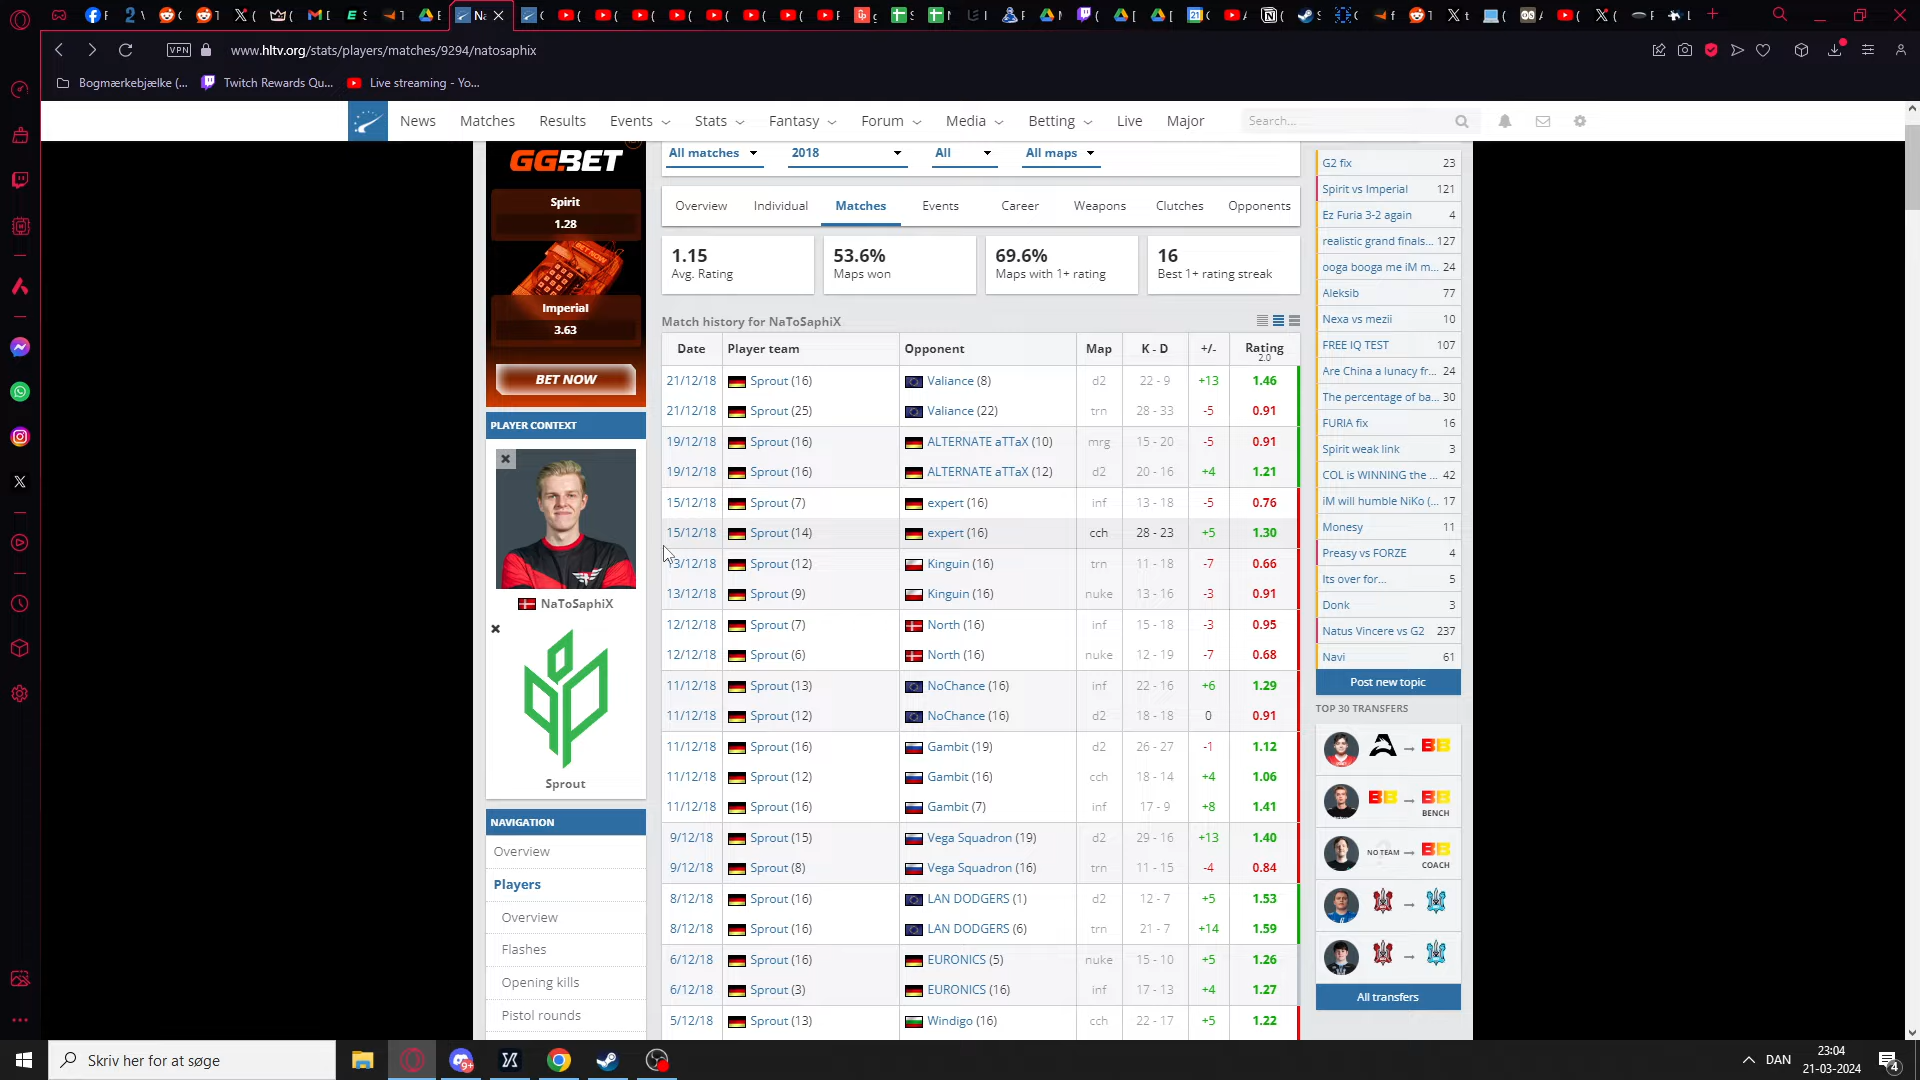 www.hltv.org/stats/players/matches/9294/natosaphix
VPN
Bogmærkebjælke (...
Twitch Rewards Qu...
Live streaming - Yo...
News Matches Results Events Stats Fantasy Forum Media Betting Live Major Search...
GG.BET
Spirit
1.28
Imperial
3.63
BET NOW
PLAYER CONTEXT
NaToSaphiX
Sprout
NAVIGATION
Overview
Players
Overview
Flashes
Opening kills
Pistol rounds
All matches 2018 All All maps
Overview Individual Matches Events Career Weapons Clutches Opponents
1.15
Avg. Rating
53.6%
Maps won
69.6%
Maps with 1+ rating
16
Best 1+ rating streak
Match history for NaToSaphiX
Date Player team Opponent Map K - D +/- Rating 2.0
21/12/18 Sprout (16) Valiance (8) d2 22 - 9 +13 1.46
21/12/18 Sprout (25) Valiance (22) trn 28 - 33 -5 0.91
19/12/18 Sprout (16) ALTERNATE aTTaX (10) mrg 15 - 20 -5 0.91
19/12/18 Sprout (16) ALTERNATE aTTaX (12) d2 20 - 16 +4 1.21
15/12/18 Sprout (7) expert (16) inf 13 - 18 -5 0.76
15/12/18 Sprout (14) expert (16) cch 28 - 23 +5 1.30
13/12/18 Sprout (12) Kinguin (16) trn 11 - 18 -7 0.66
13/12/18 Sprout (9) Kinguin (16) nuke 13 - 16 -3 0.91
12/12/18 Sprout (7) North (16) inf 15 - 18 -3 0.95
12/12/18 Sprout (6) North (16) nuke 12 - 19 -7 0.68
11/12/18 Sprout (13) NoChance (16) inf 22 - 16 +6 1.29
11/12/18 Sprout (12) NoChance (16) d2 18 - 18 0 0.91
11/12/18 Sprout (16) Gambit (19) d2 26 - 27 -1 1.12
11/12/18 Sprout (12) Gambit (16) cch 18 - 14 +4 1.06
11/12/18 Sprout (16) Gambit (7) inf 17 - 9 +8 1.41
9/12/18 Sprout (15) Vega Squadron (19) d2 29 - 16 +13 1.40
9/12/18 Sprout (8) Vega Squadron (16) trn 11 - 15 -4 0.84
8/12/18 Sprout (16) LAN DODGERS (1) d2 12 - 7 +5 1.53
8/12/18 Sprout (16) LAN DODGERS (6) trn 21 - 7 +14 1.59
6/12/18 Sprout (16) EURONICS (5) nuke 15 - 10 +5 1.26
6/12/18 Sprout (3) EURONICS (16) inf 17 - 13 +4 1.27
5/12/18 Sprout (13) Windigo (16) cch 22 - 17 +5 1.22
G2 fix 23
Spirit vs Imperial 121
Ez Furia 3-2 again 4
realistic grand finals... 127
ooga booga me iM m... 24
Aleksib 77
Nexa vs mezii 10
FREE IQ TEST 107
Are China a lunacy fr... 24
The percentage of ba... 30
FURIA fix 16
Spirit weak link 3
COL is WINNING the ... 42
iM will humble NiKo (... 17
Monesy 11
Preasy vs FORZE 4
Its over for... 5
Donk 3
Natus Vincere vs G2 237
Navi 61
Post new topic
TOP 30 TRANSFERS
BB
BB BB
BENCH
NO TEAM BB
COACH
All transfers
Skriv her for at søge
9+
DAN
23:04
21-03-2024
4